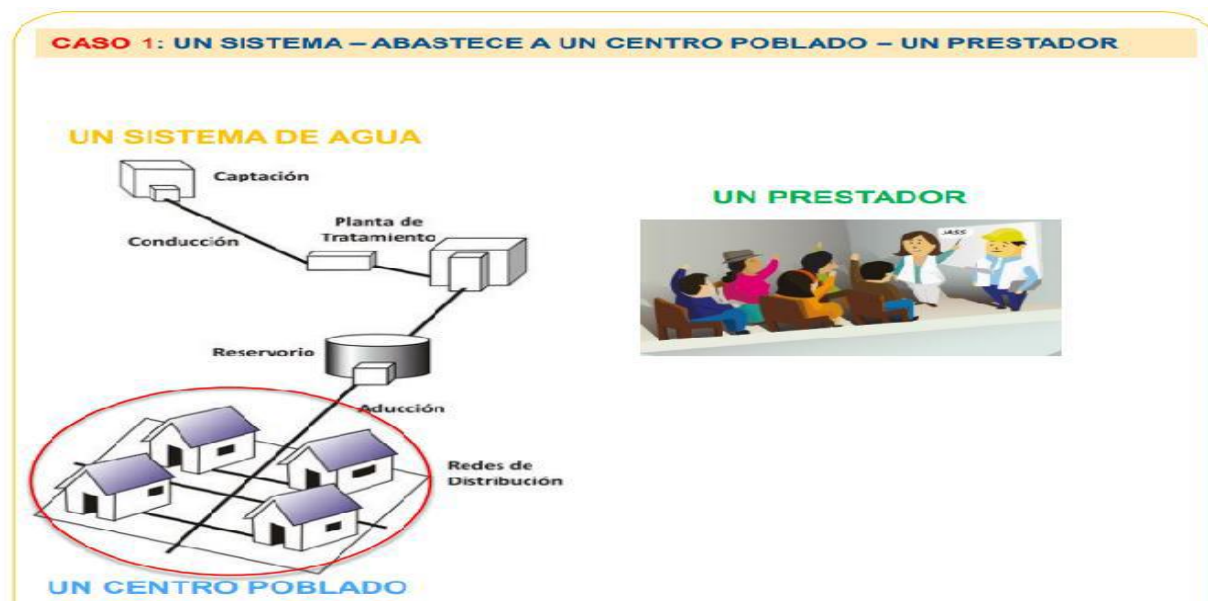 CASO 1: UN SISTEMA – ABASTECE A UN CENTRO POBLADO – UN PRESTADOR
UN SISTEMA DE AGUA
Captación
Conducción
Planta de
Tratamiento
Reservorio
Aducción
Redes de
Distribución
UN CENTRO POBLADO
UN PRESTADOR
JASS